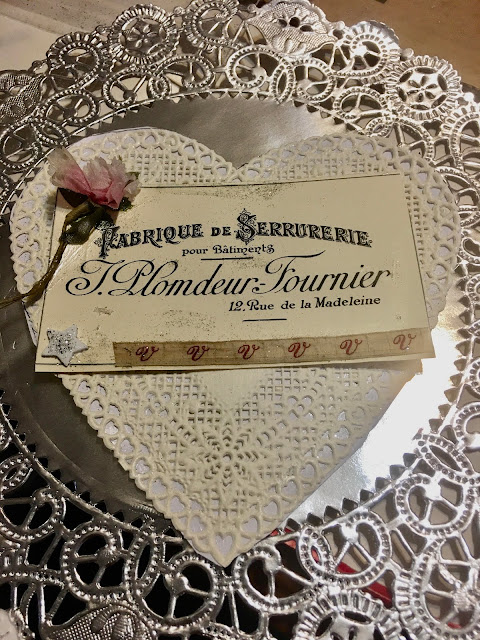 Fabrique de Serrurerie
pour Bâtiments
J. Plomdeur-Fournier
12, Rue de la Madeleine
V V V V V V